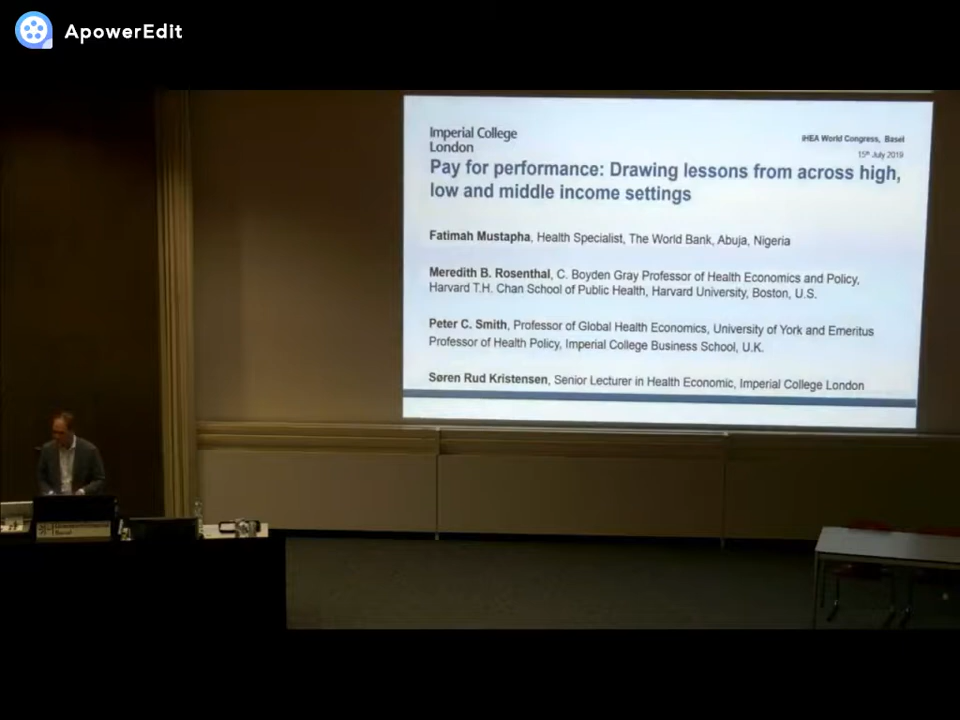 ApowerEdit
Imperial College
London
iHEA World Congress, Basel
15th July 2019
Pay for performance: Drawing lessons from across high,
low and middle income settings
Fatimah Mustapha, Health Specialist, The World Bank, Abuja, Nigeria
Meredith B. Rosenthal, C. Boyden Gray Professor of Health Economics and Policy,
Harvard T.H. Chan School of Public Health, Harvard University, Boston, U.S.
Peter C. Smith, Professor of Global Health Economics, University of York and Emeritus
Professor of Health Policy, Imperial College Business School, U.K.
Søren Rud Kristensen, Senior Lecturer in Health Economic, Imperial College London
Basel